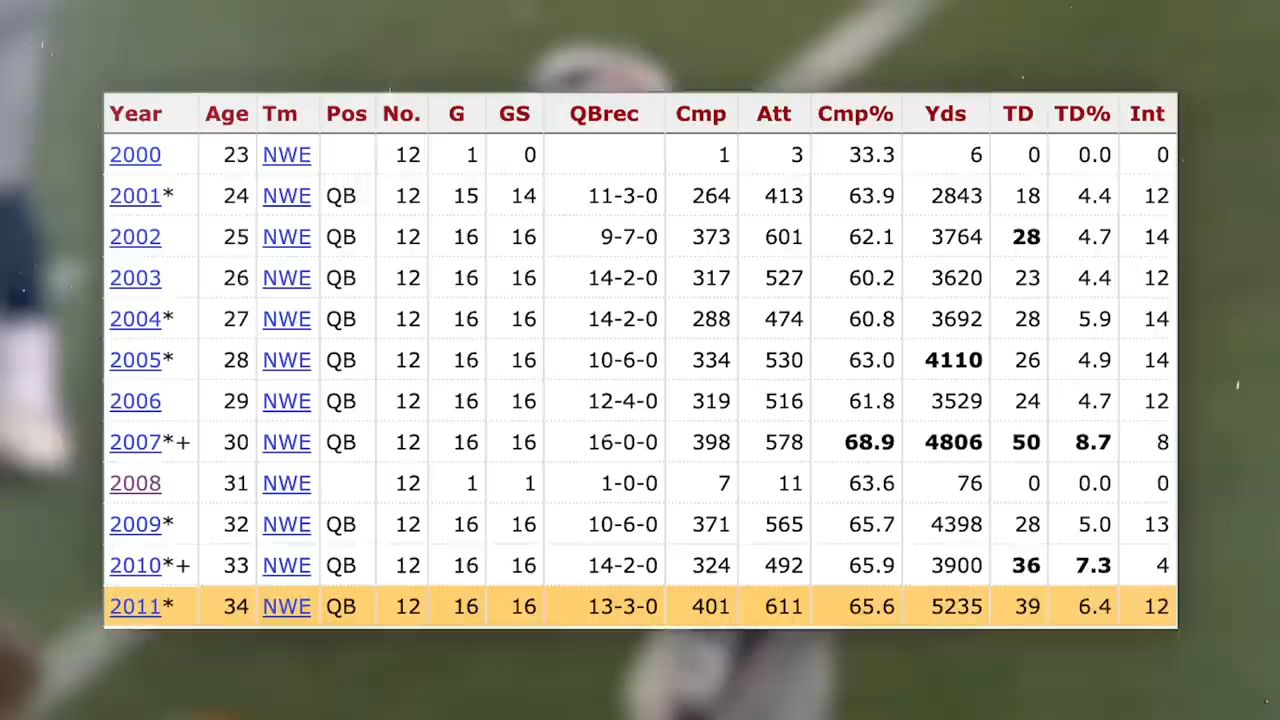 Year Age Tm Pos No. G GS QBrec Cmp Att Cmp% Yds TD TD% Int
2000 23 NWE 12 1 0 1 3 33.3 6 0 0.0 0
2001* 24 NWE QB 12 15 14 11-3-0 264 413 63.9 2843 18 4.4 12
2002 25 NWE QB 12 16 16 9-7-0 373 601 62.1 3764 28 4.7 14
2003 26 NWE QB 12 16 16 14-2-0 317 527 60.2 3620 23 4.4 12
2004* 27 NWE QB 12 16 16 14-2-0 288 474 60.8 3692 28 5.9 14
2005* 28 NWE QB 12 16 16 10-6-0 334 530 63.0 4110 26 4.9 14
2006 29 NWE QB 12 16 16 12-4-0 319 516 61.8 3529 24 4.7 12
2007*+ 30 NWE QB 12 16 16 16-0-0 398 578 68.9 4806 50 8.7 8
2008 31 NWE 12 1 1 1-0-0 7 11 63.6 76 0 0.0 0
2009* 32 NWE QB 12 16 16 10-6-0 371 565 65.7 4398 28 5.0 13
2010*+ 33 NWE QB 12 16 16 14-2-0 324 492 65.9 3900 36 7.3 4
2011* 34 NWE QB 12 16 16 13-3-0 401 611 65.6 5235 39 6.4 12